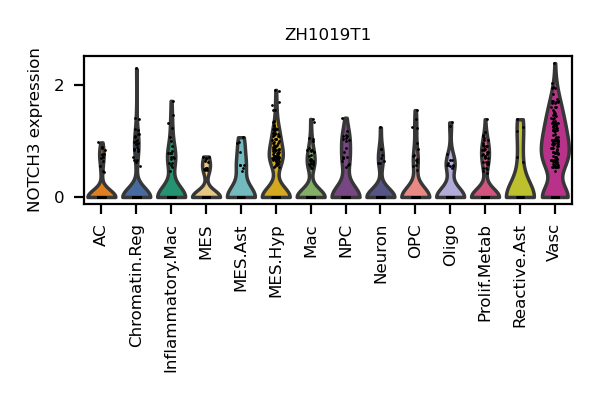 ZH1019T1
NOTCH3 expression
2
0
AC
Chromatin.Reg
Inflammatory.Mac
MES
MES.Ast
MES.Hyp
Mac
NPC
Neuron
OPC
Oligo
Prolif.Metab
Reactive.Ast
Vasc